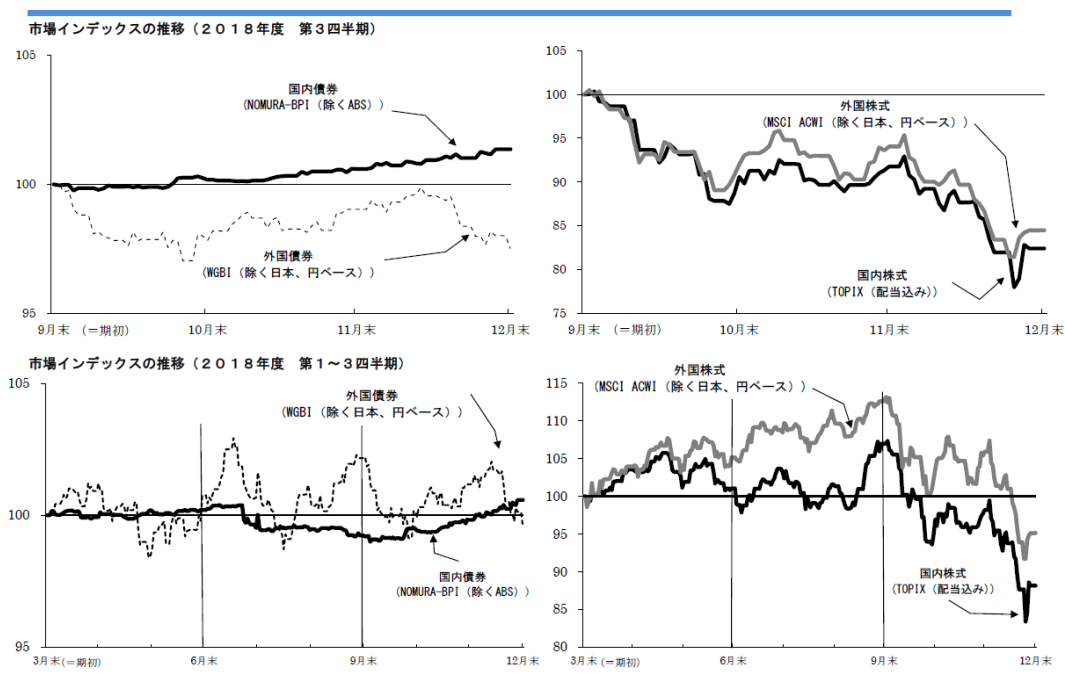 市場インデックスの推移（２０１８年度　第３四半期）
105
100
95
国内債券
（NOMURA-BPI（除くABS））
外国債券
（WGBI（除く日本、円ベース））
9月末　（＝期初）
10月末
11月末
12月末
105
100
95
90
85
80
75
外国株式
（MSCI ACWI（除く日本、円ベース））
国内株式
（TOPIX（配当込み））
9月末　（＝期初）
10月末
11月末
12月末
市場インデックスの推移（２０１８年度　第１～３四半期）
105
100
95
外国債券
（WGBI（除く日本、円ベース））
国内債券
（NOMURA-BPI（除くABS））
3月末（＝期初）
6月末
9月末
12月末
115
110
105
100
95
90
85
80
外国株式
（MSCI ACWI（除く日本、円ベース））
国内株式
（TOPIX（配当込み））
3月末（＝期初）
6月末
9月末
12月末